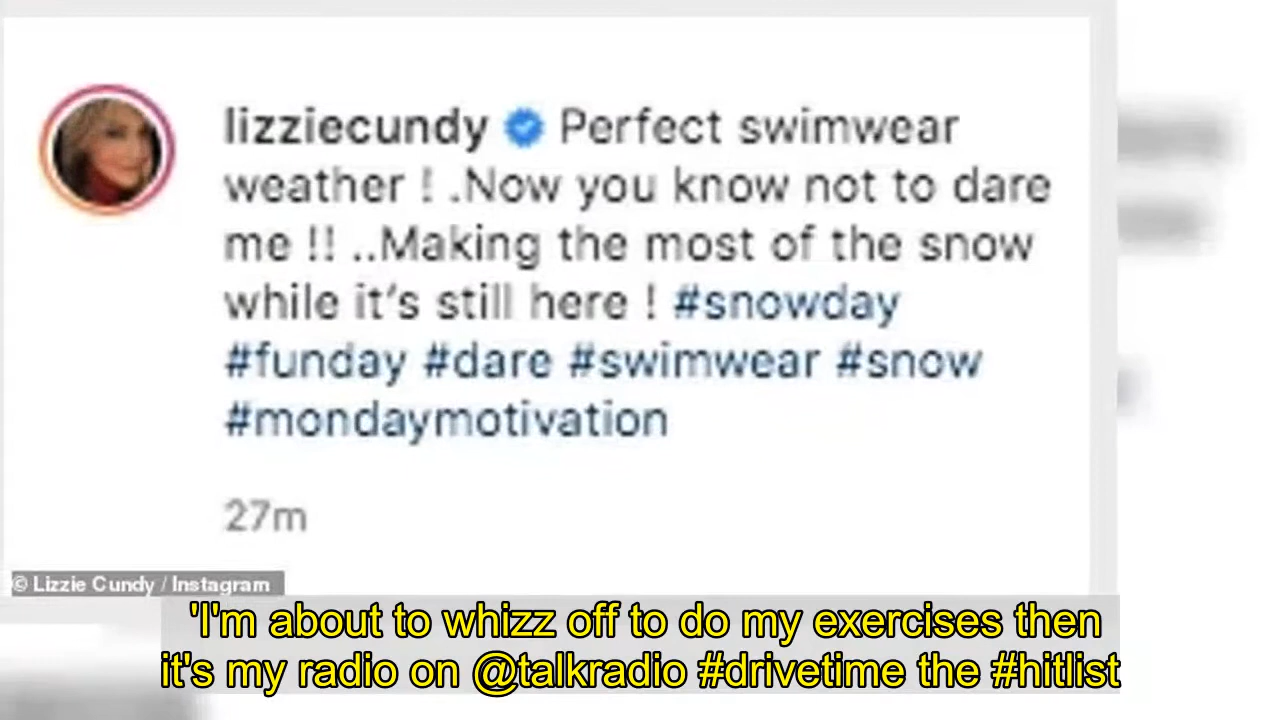 lizziecundy Perfect swimwear
weather ! .Now you know not to dare
me !! ..Making the most of the snow
while it's still here ! #snowday
#funday #dare #swimwear #snow
#mondaymotivation
27m
© Lizzie Cundy / Instagram
'I'm about to whizz off to do my exercises then
it's my radio on @talkradio #drivetime the #hitlist